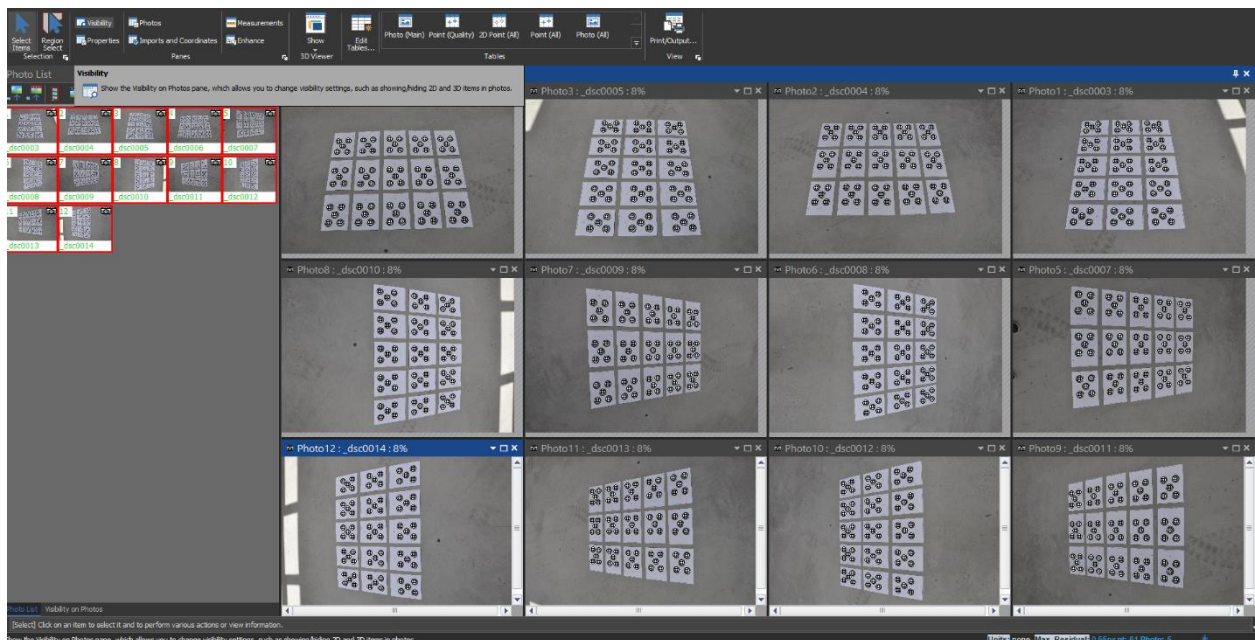 Select Items
Region Select
Selection
Visibility
Properties
Photos
Imports and Coordinates
Panes
Measurements
Enhance
Show
3D Viewer
Edit Tables...
Photo (Main)
Point (Quality)
2D Point (All)
Point (All)
Photo (All)
Tables
Print/Output...
View
Photo List
Visibility
Show the Visibility on Photos pane, which allows you to change visibility settings, such as showing/hiding 2D and 3D items in photos.
_dsc0003
_dsc0004
_dsc0005
_dsc0006
_dsc0007
_dsc0008
_dsc0009
_dsc0010
_dsc0011
_dsc0012
_dsc0013
_dsc0014
Photo3 : _dsc0005 : 8%
Photo2 : _dsc0004 : 8%
Photo1 : _dsc0003 : 8%
Photo8 : _dsc0010 : 8%
Photo7 : _dsc0009 : 8%
Photo6 : _dsc0008 : 8%
Photo5 : _dsc0007 : 8%
Photo12 : _dsc0014 : 8%
Photo11 : _dsc0013 : 8%
Photo10 : _dsc0012 : 8%
Photo9 : _dsc0011 : 8%
Photo List
Visibility on Photos
[Select] Click on an item to select it and to perform various actions or view information.